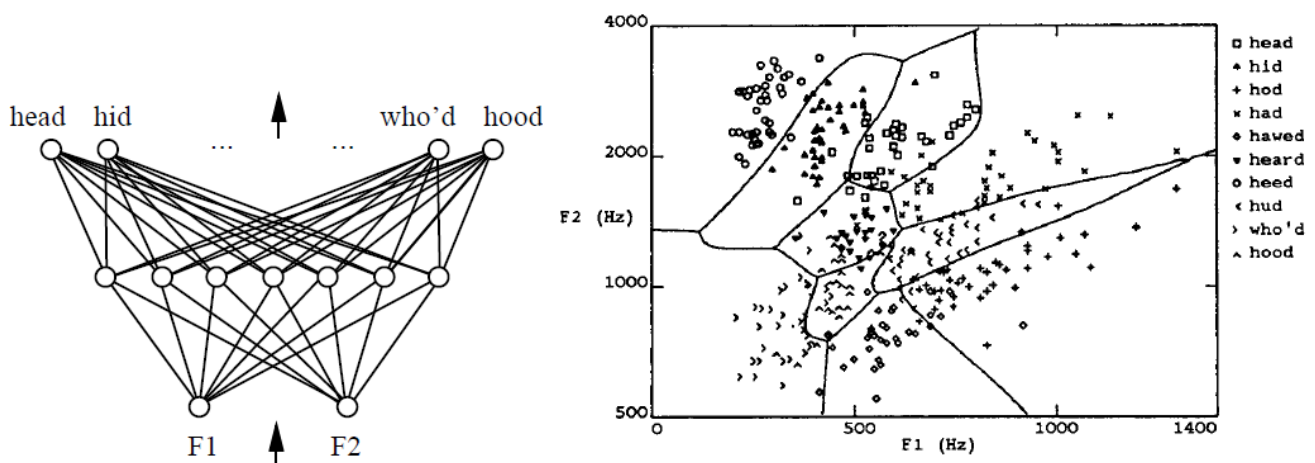 head hid ... ... who'd hood
F1 F2
4000
2000
F2 (Hz)
1000
500
0 500 1000 1400
F1 (Hz)
head
hid
hod
had
hawed
heard
heed
hud
who'd
hood